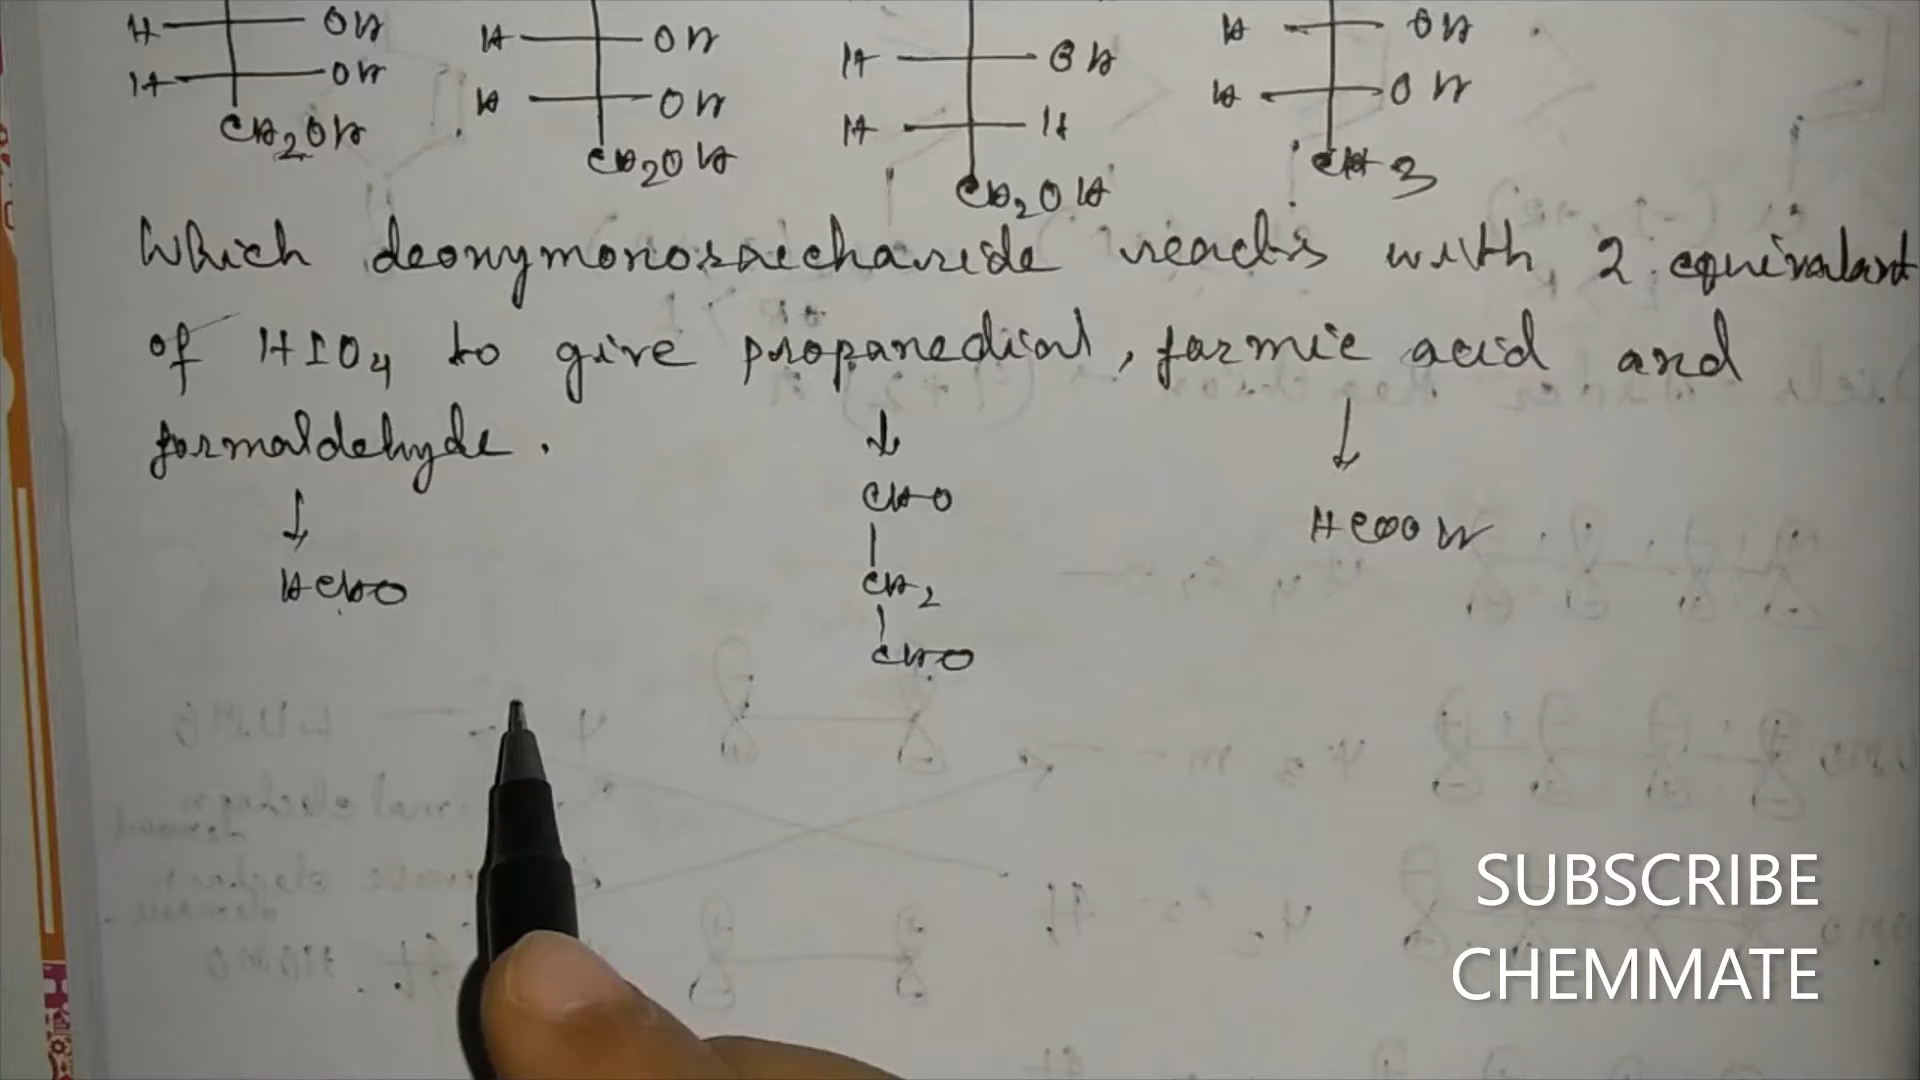 H OH
H OH
CH2OH
H OH
H OH
CH2OH
H OH
H H
CH2OH
H OH
H OH
CH3
Which deoxymonosaccharide reacts with 2 equivalent
of HIO4 to give propanedial, formic acid and
formaldehyde.
HCHO
CHO
CH2
CHO
HCOOH
SUBSCRIBE
CHEMMATE